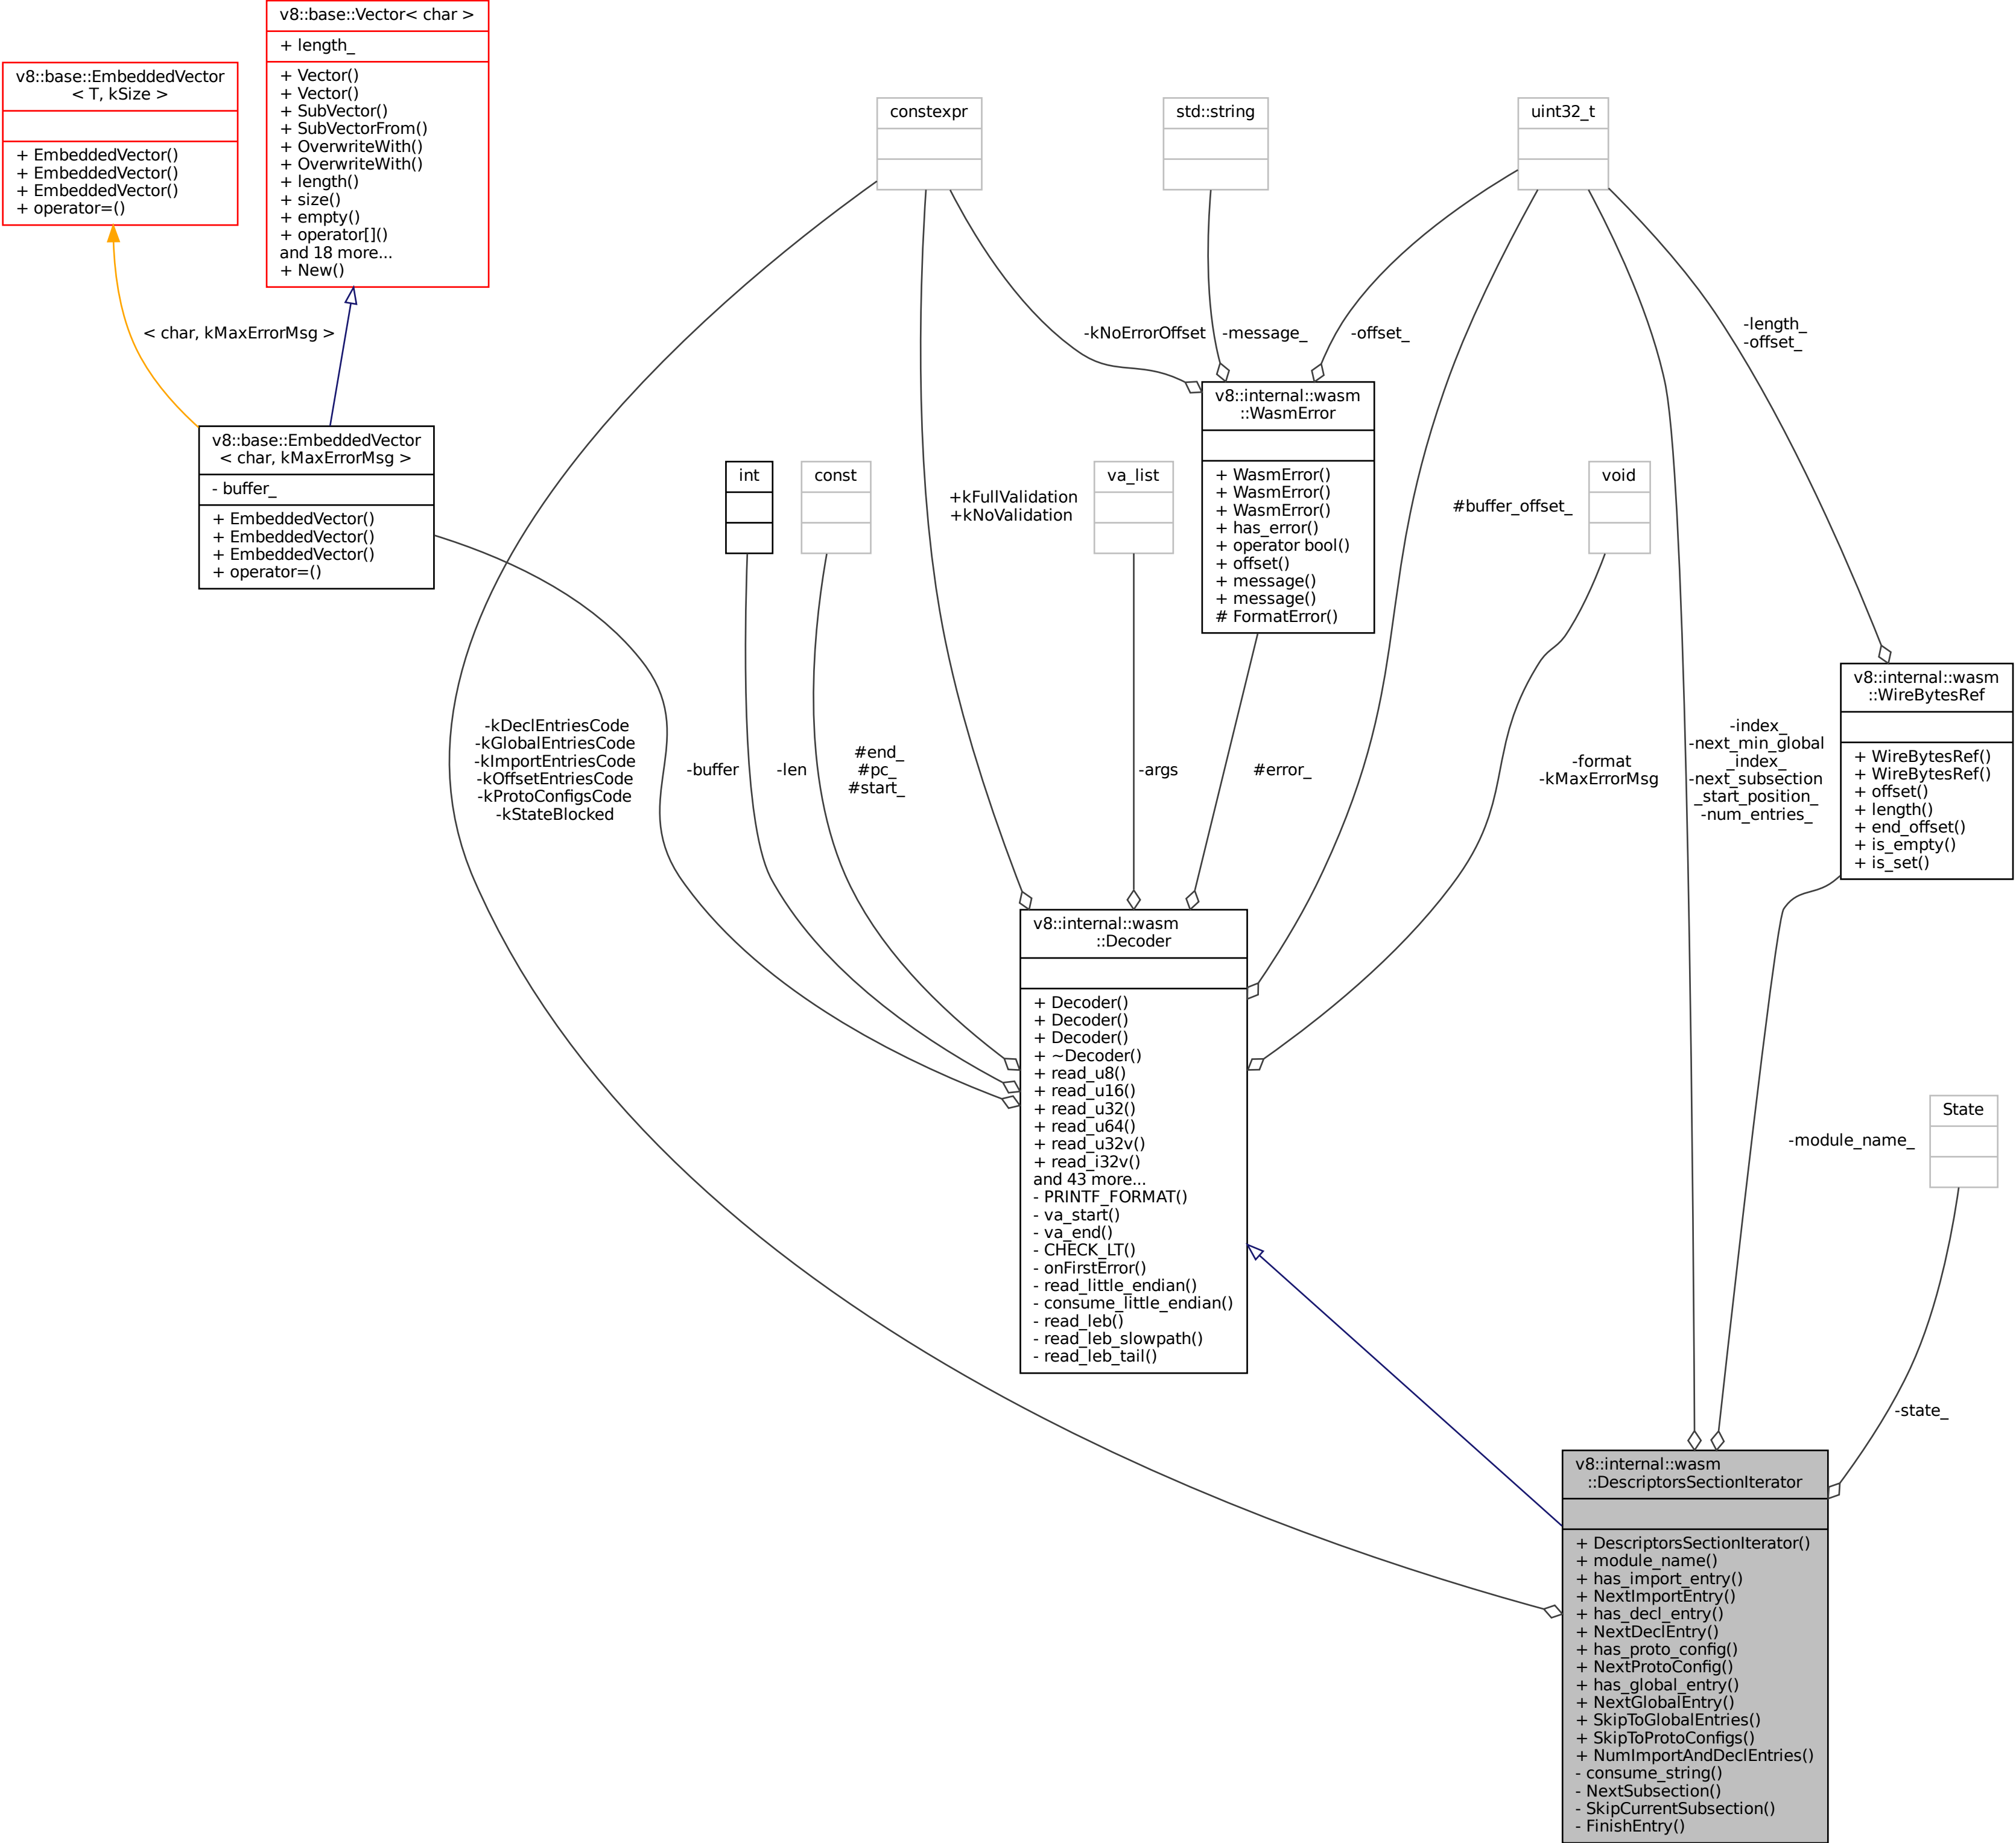 v8::base::Vector< char >
+ length_
+ Vector()
+ Vector()
+ SubVector()
+ SubVectorFrom()
+ OverwriteWith()
+ OverwriteWith()
+ length()
+ size()
+ empty()
+ operator[]()
and 18 more...
+ New()
v8::base::EmbeddedVector
< T, kSize >
+ EmbeddedVector()
+ EmbeddedVector()
+ EmbeddedVector()
+ operator=()
constexpr
std::string
uint32_t
< char, kMaxErrorMsg >
-kNoErrorOffset
-message_
-offset_
-length_
-offset_
v8::base::EmbeddedVector
< char, kMaxErrorMsg >
- buffer_
+ EmbeddedVector()
+ EmbeddedVector()
+ EmbeddedVector()
+ operator=()
int
const
+kFullValidation
+kNoValidation
va_list
v8::internal::wasm
::WasmError
+ WasmError()
+ WasmError()
+ WasmError()
+ has_error()
+ operator bool()
+ offset()
+ message()
+ message()
# FormatError()
#buffer_offset_
void
v8::internal::wasm
::WireBytesRef
+ WireBytesRef()
+ WireBytesRef()
+ offset()
+ length()
+ end_offset()
+ is_empty()
+ is_set()
-kDeclEntriesCode
-kGlobalEntriesCode
-kImportEntriesCode
-kOffsetEntriesCode
-kProtoConfigsCode
-kStateBlocked
-buffer
-len
#end_
#pc_
#start_
-args
#error_
-format
-kMaxErrorMsg
-index_
-next_min_global
_index_
-next_subsection
_start_position_
-num_entries_
v8::internal::wasm
::Decoder
+ Decoder()
+ Decoder()
+ Decoder()
+ ~Decoder()
+ read_u8()
+ read_u16()
+ read_u32()
+ read_u64()
+ read_u32v()
+ read_i32v()
and 43 more...
- PRINTF_FORMAT()
- va_start()
- va_end()
- CHECK_LT()
- onFirstError()
- read_little_endian()
- consume_little_endian()
- read_leb()
- read_leb_slowpath()
- read_leb_tail()
-module_name_
State
-state_
v8::internal::wasm
::DescriptorsSectionIterator
+ DescriptorsSectionIterator()
+ module_name()
+ has_import_entry()
+ NextImportEntry()
+ has_decl_entry()
+ NextDeclEntry()
+ has_proto_config()
+ NextProtoConfig()
+ has_global_entry()
+ NextGlobalEntry()
+ SkipToGlobalEntries()
+ SkipToProtoConfigs()
+ NumImportAndDeclEntries()
- consume_string()
- NextSubsection()
- SkipCurrentSubsection()
- FinishEntry()